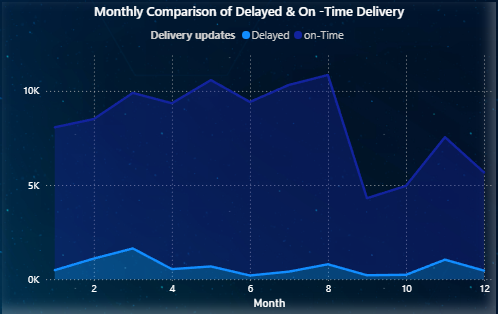 Monthly Comparison of Delayed & On -Time Delivery
Delivery updates Delayed on-Time
10K
5K
0K
2 4 6 8 10 12
Month